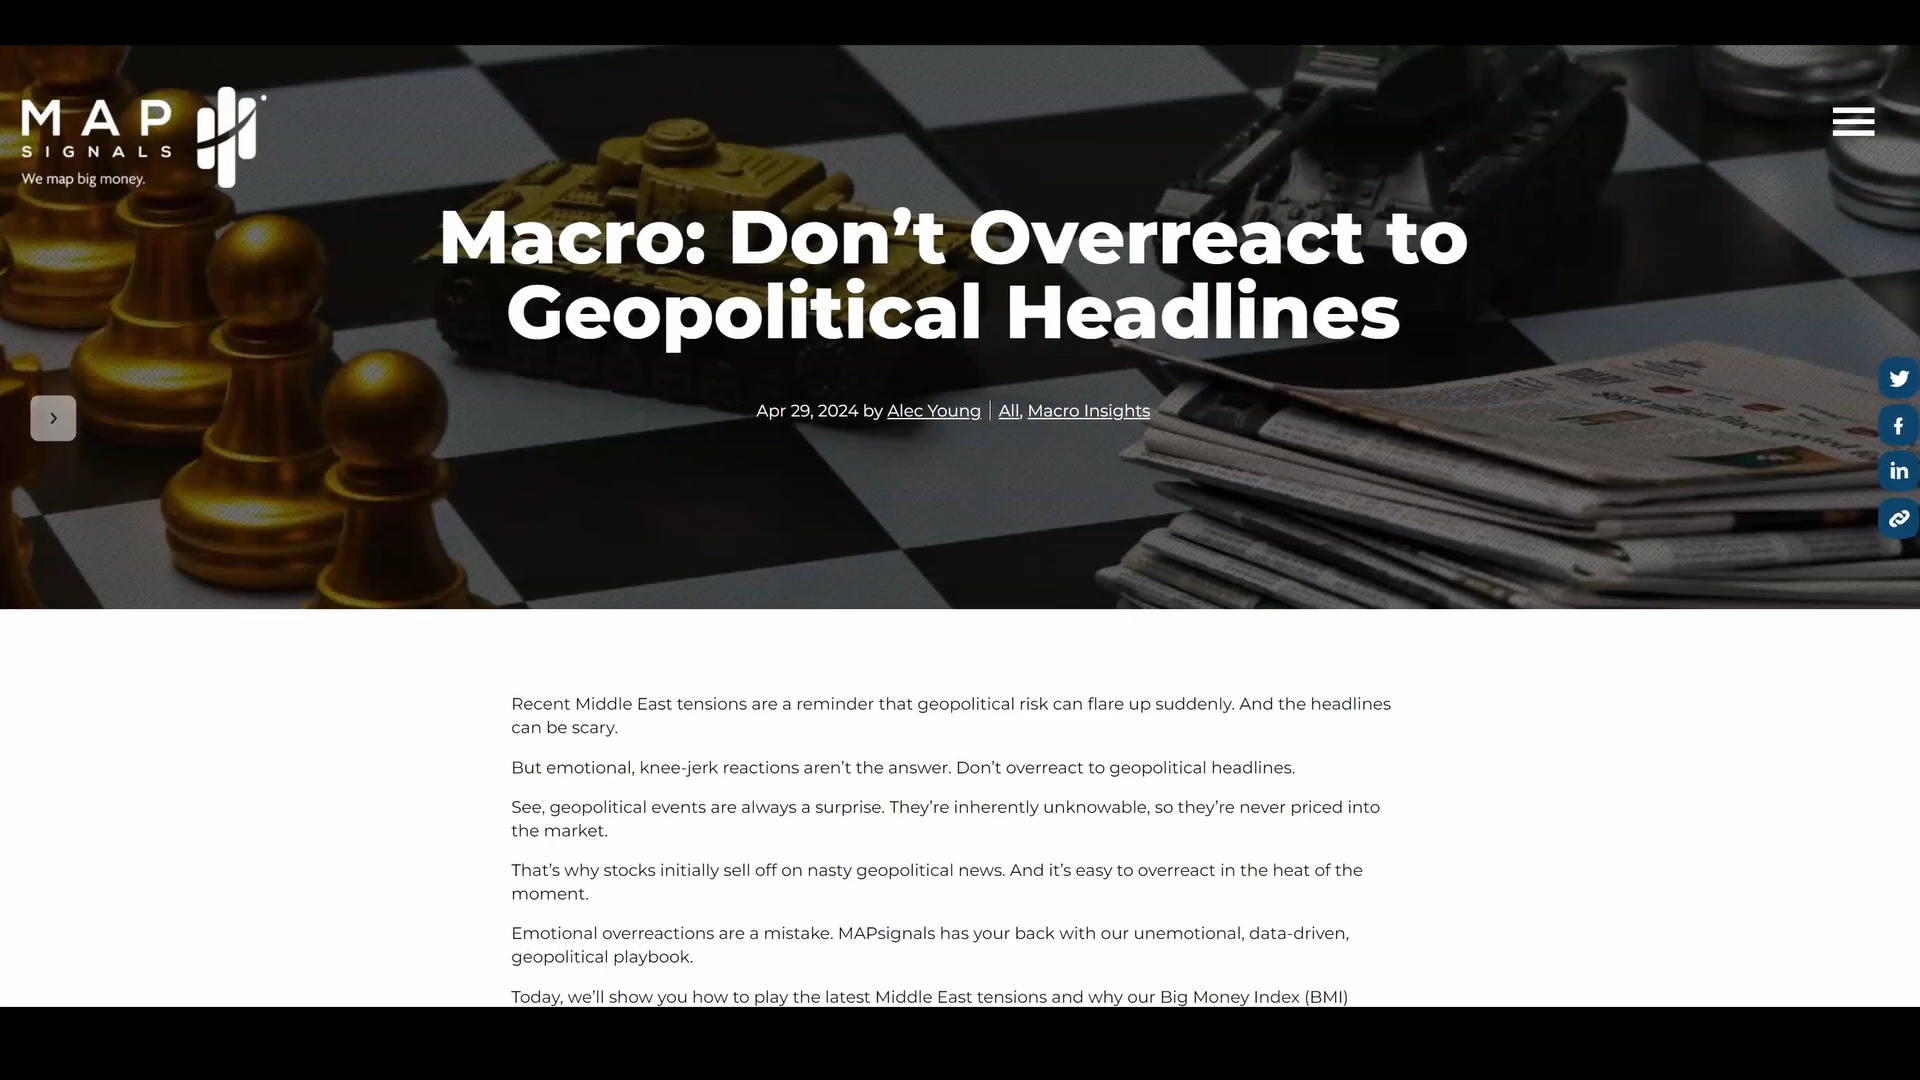 MAP
SIGNALS
We map big money.
Macro: Don’t Overreact to
Geopolitical Headlines
Apr 29, 2024 by Alec Young | All, Macro Insights
Recent Middle East tensions are a reminder that geopolitical risk can flare up suddenly. And the headlines
can be scary.
But emotional, knee-jerk reactions aren’t the answer. Don’t overreact to geopolitical headlines.
See, geopolitical events are always a surprise. They’re inherently unknowable, so they’re never priced into
the market.
That’s why stocks initially sell off on nasty geopolitical news. And it’s easy to overreact in the heat of the
moment.
Emotional overreactions are a mistake. MAPsignals has your back with our unemotional, data-driven,
geopolitical playbook.
Today, we’ll show you how to play the latest Middle East tensions and why our Big Money Index (BMI)